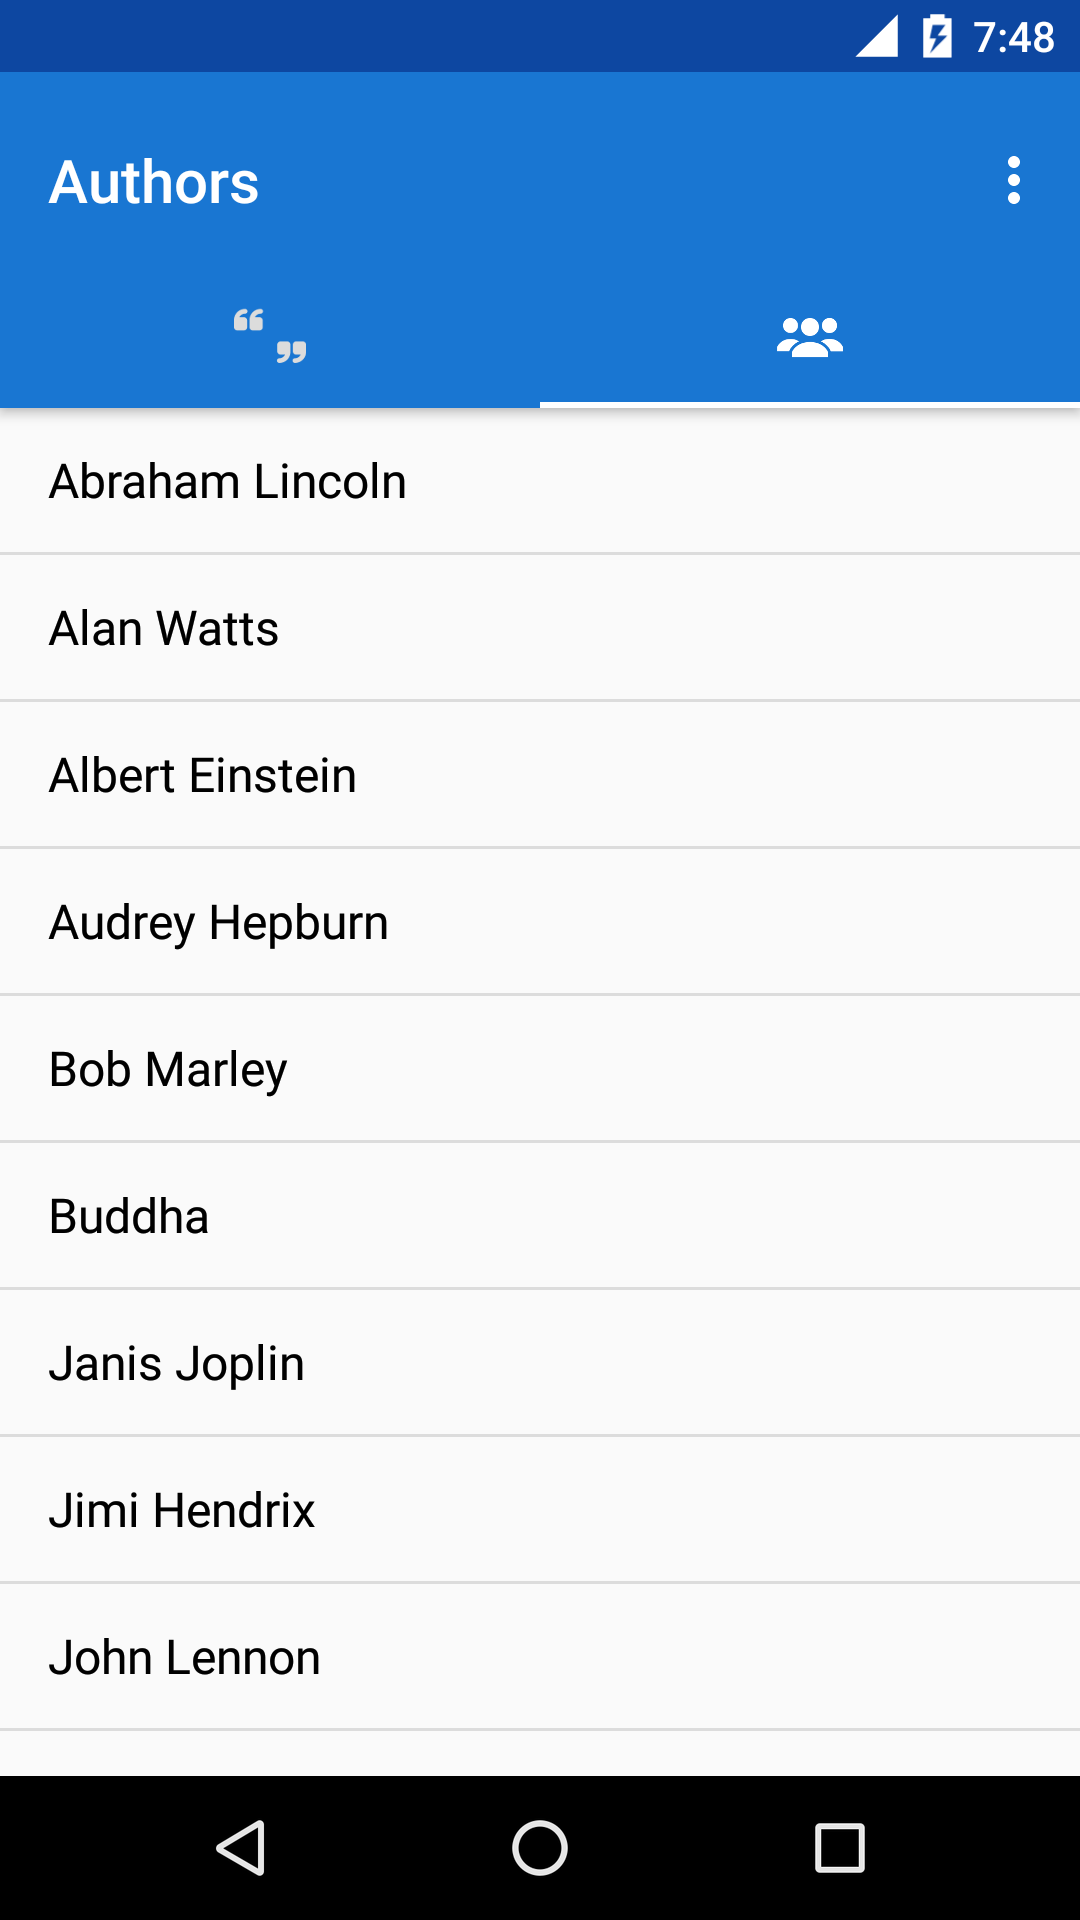 7:48
Authors
Abraham Lincoln
Alan Watts
Albert Einstein
Audrey Hepburn
Bob Marley
Buddha
Janis Joplin
Jimi Hendrix
John Lennon